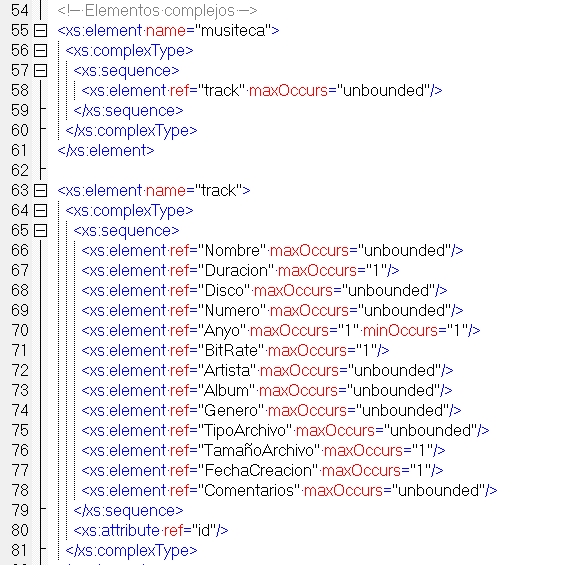 54 <!-- Elementos complejos -->
55 <xs:element name="musiteca">
56 <xs:complexType>
57 <xs:sequence>
58 <xs:element ref="track" maxOccurs="unbounded"/>
59 </xs:sequence>
60 </xs:complexType>
61 </xs:element>
62
63 <xs:element name="track">
64 <xs:complexType>
65 <xs:sequence>
66 <xs:element ref="Nombre" maxOccurs="unbounded"/>
67 <xs:element ref="Duracion" maxOccurs="1"/>
68 <xs:element ref="Disco" maxOccurs="unbounded"/>
69 <xs:element ref="Numero" maxOccurs="unbounded"/>
70 <xs:element ref="Anyo" maxOccurs="1" minOccurs="1"/>
71 <xs:element ref="BitRate" maxOccurs="1"/>
72 <xs:element ref="Artista" maxOccurs="unbounded"/>
73 <xs:element ref="Album" maxOccurs="unbounded"/>
74 <xs:element ref="Genero" maxOccurs="unbounded"/>
75 <xs:element ref="TipoArchivo" maxOccurs="unbounded"/>
76 <xs:element ref="TamañoArchivo" maxOccurs="1"/>
77 <xs:element ref="FechaCreacion" maxOccurs="1"/>
78 <xs:element ref="Comentarios" maxOccurs="unbounded"/>
79 </xs:sequence>
80 <xs:attribute ref="id"/>
81 </xs:complexType>